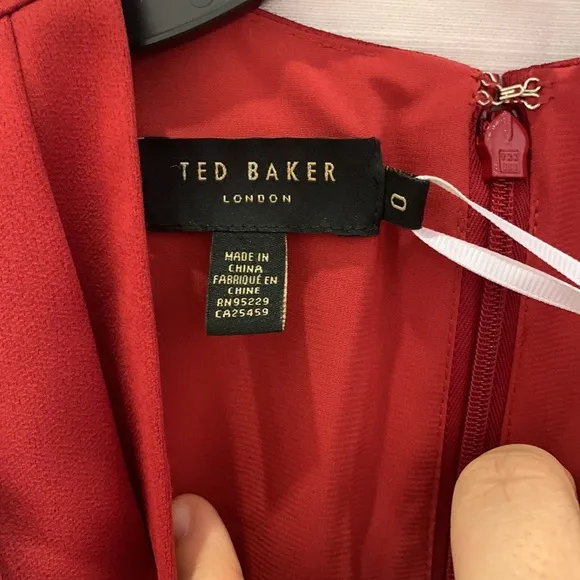 TED BAKER
LONDON
0
MADE IN
CHINA
FABRIQUÉ EN
CHINE
RN95229
CA25459